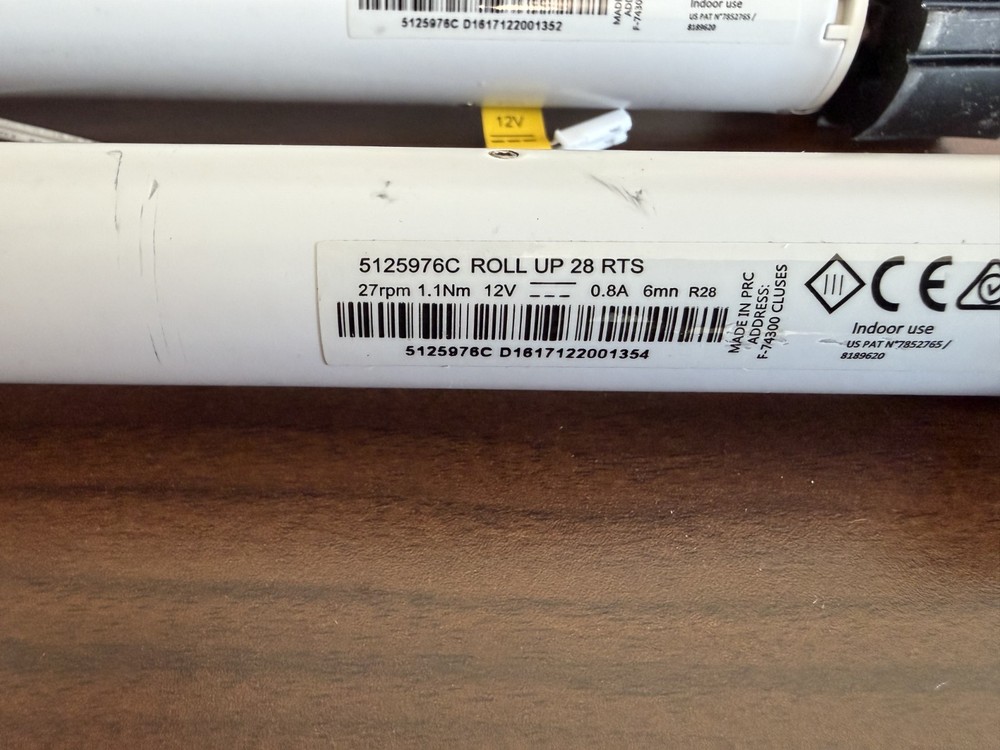 5125976C D1617122001352
Indoor use
US PAT N°7852765 /
8189620
12V
5125976C ROLL UP 28 RTS
27rpm 1.1Nm 12V 0.8A 6mn R28
5125976C D1617122001354
MADE IN PRC
ADDRESS:
F-74300 CLUSES
III
CE
Indoor use
US PAT N°7852765 /
8189620